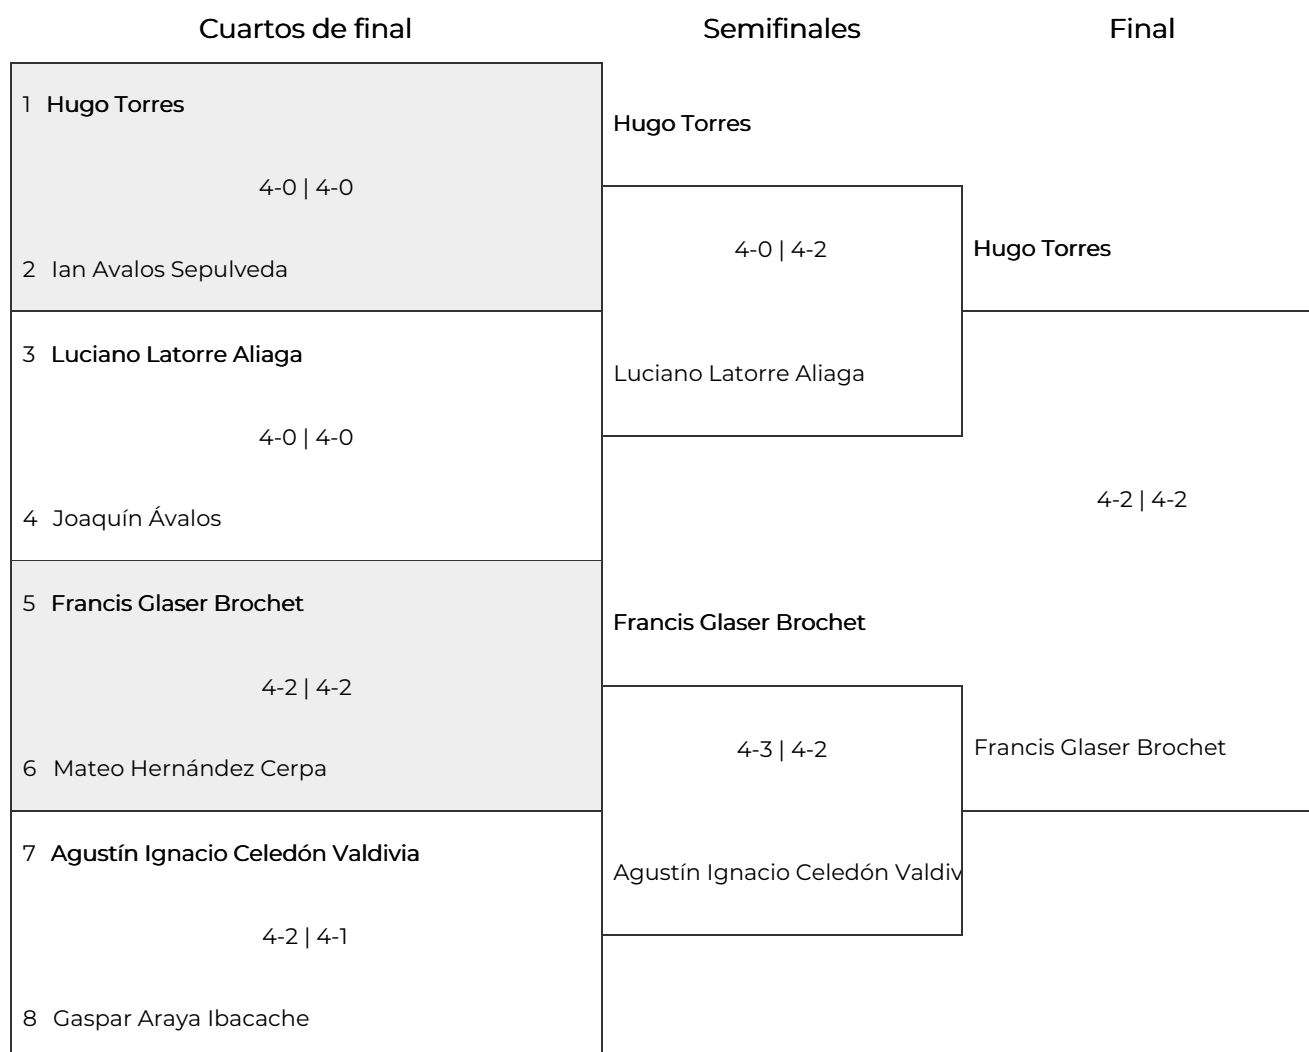 Cuartos de final
Semifinales
Final
1 Hugo Torres
4-0 | 4-0
2 Ian Avalos Sepulveda
3 Luciano Latorre Aliaga
4-0 | 4-0
4 Joaquín Ávalos
5 Francis Glaser Brochet
4-2 | 4-2
6 Mateo Hernández Cerpa
7 Agustín Ignacio Celedón Valdivia
4-2 | 4-1
8 Gaspar Araya Ibacache
Hugo Torres
4-0 | 4-2
Luciano Latorre Aliaga
Francis Glaser Brochet
4-3 | 4-2
Agustín Ignacio Celedón Valdiv
Hugo Torres
4-2 | 4-2
Francis Glaser Brochet